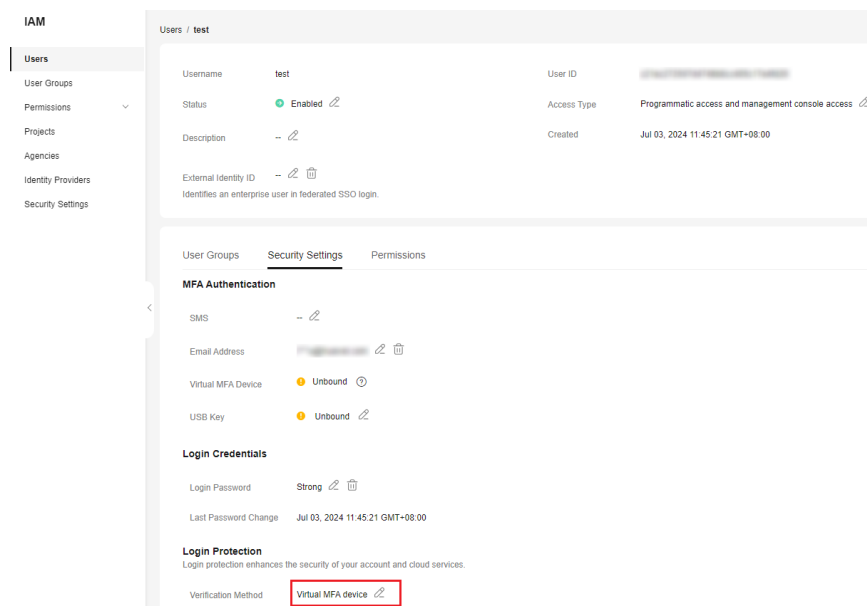 IAM
Users
User Groups
Permissions
Projects
Agencies
Identity Providers
Security Settings
Users / test
Username test
User ID
Status Enabled
Access Type Programmatic access and management console access
Description --
Created Jul 03, 2024 11:45:21 GMT+08:00
External Identity ID --
Identifies an enterprise user in federated SSO login.
User Groups Security Settings Permissions
MFA Authentication
SMS --
Email Address
Virtual MFA Device Unbound
USB Key Unbound
Login Credentials
Login Password Strong
Last Password Change Jul 03, 2024 11:45:21 GMT+08:00
Login Protection
Login protection enhances the security of your account and cloud services.
Verification Method Virtual MFA device